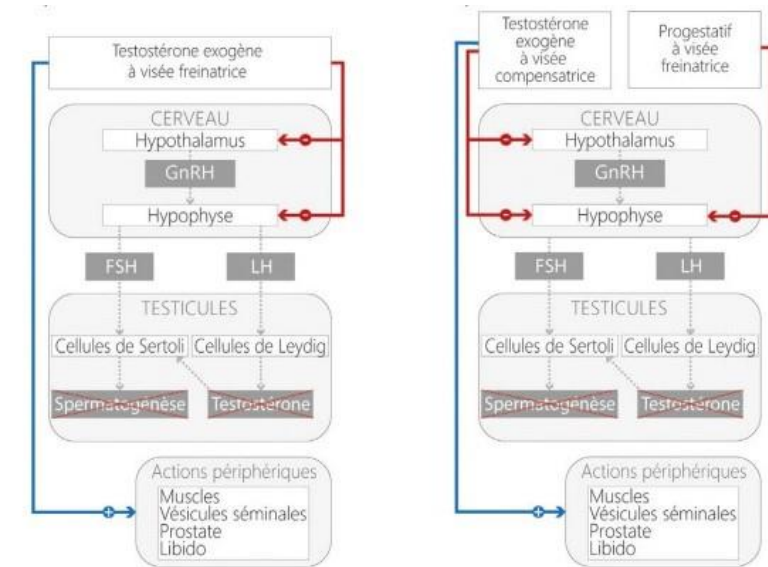 Testostérone exogène
à visée freinatrice
CERVEAU
Hypothalamus
GnRH
Hypophyse
FSH
LH
TESTICULES
Cellules de Sertoli
Cellules de Leydig
Spermatogénèse
Testostérone
Actions périphériques
Muscles
Vésicules séminales
Prostate
Libido
Testostérone
exogène
à visée
compensatrice
Progestatif
à visée
freinatrice
CERVEAU
Hypothalamus
GnRH
Hypophyse
FSH
LH
TESTICULES
Cellules de Sertoli
Cellules de Leydig
Spermatogénèse
Testostérone
Actions périphériques
Muscles
Vésicules séminales
Prostate
Libido